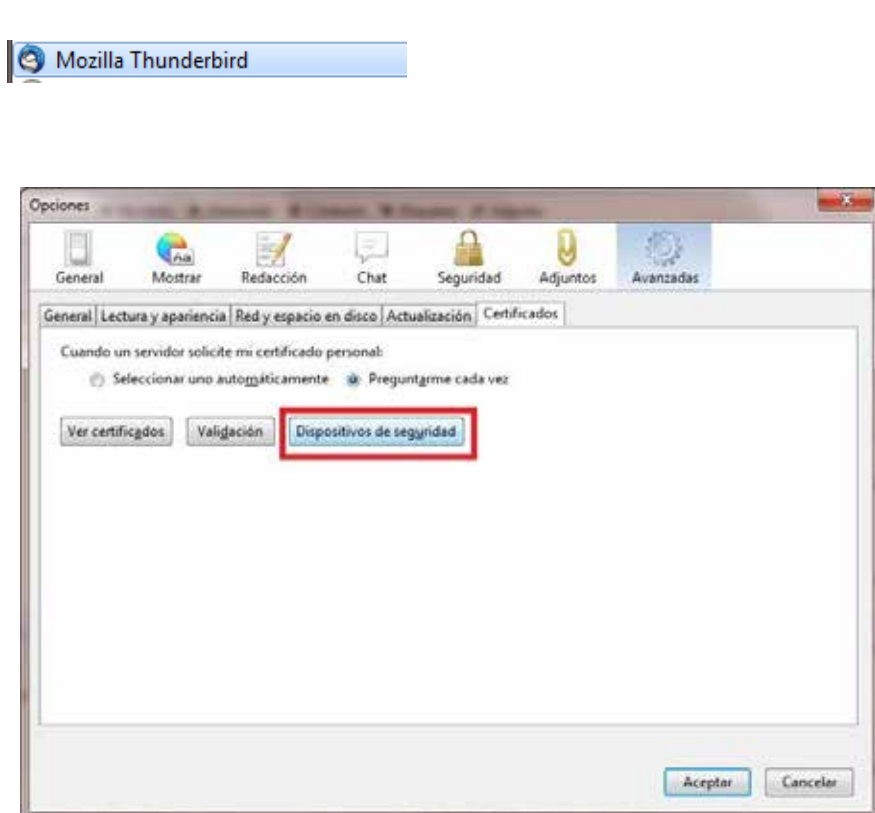 Mozilla Thunderbird
Opciones
General Mostrar Redacción Chat Seguridad Adjuntos Avanzadas
General Lectura y apariencia Red y espacio en disco Actualización Certificados
Cuando un servidor solicite mi certificado personal:
Seleccionar uno automáticamente Preguntarme cada vez
Ver certificados Validación Dispositivos de seguridad
Aceptar Cancelar